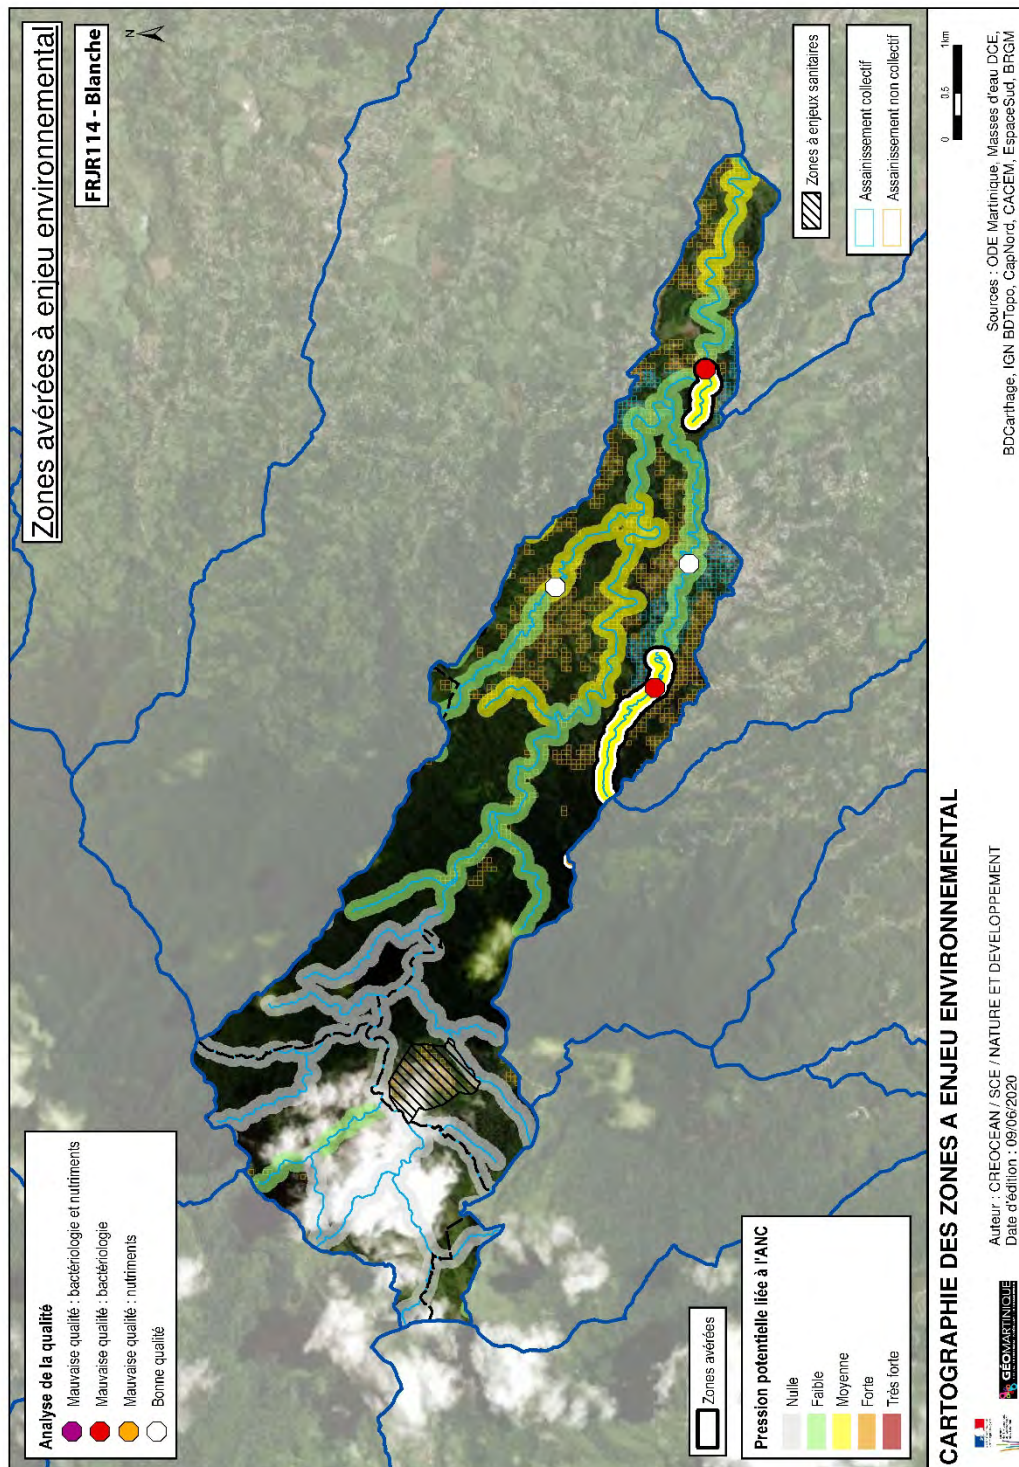 Zones avérées à enjeu environnemental
FRJR114 - Blanche
N
Analyse de la qualité
Mauvaise qualité : bactériologie et nutriments
Mauvaise qualité : bactériologie
Mauvaise qualité : nutriments
Bonne qualité
Zones à enjeux sanitaires
Assainissement collectif
Assainissement non collectif
Zones avérées
Pression potentielle liée à l'ANC
Nulle
Faible
Moyenne
Forte
Très forte
CARTOGRAPHIE DES ZONES A ENJEU ENVIRONNEMENTAL
0 0.5 1km
Auteur : CREOCEAN / SCE / NATURE ET DEVELOPPEMENT
Date d'édition : 09/06/2020
Sources : ODE Martinique, Masses d'eau DCE,
BDCarthage, IGN BDTopo, CapNord, CACEM, EspaceSud, BRGM
GÉOMARTINIQUE